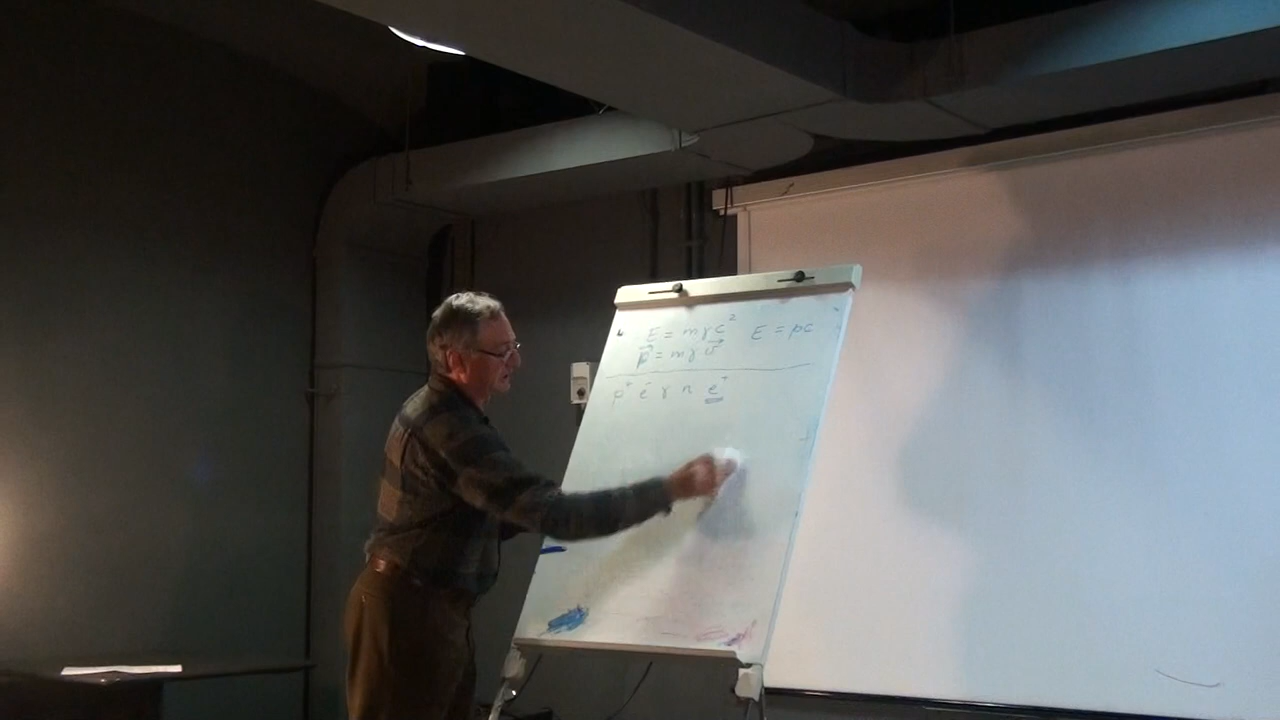 E = mγc² E = pc
p⃗ = mγv⃗
p⁺ e⁻ γ n e⁺